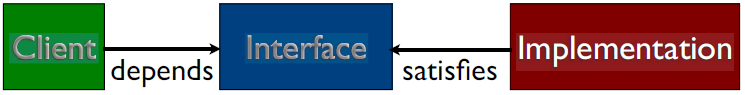 Client
depends
Interface
satisfies
Implementation